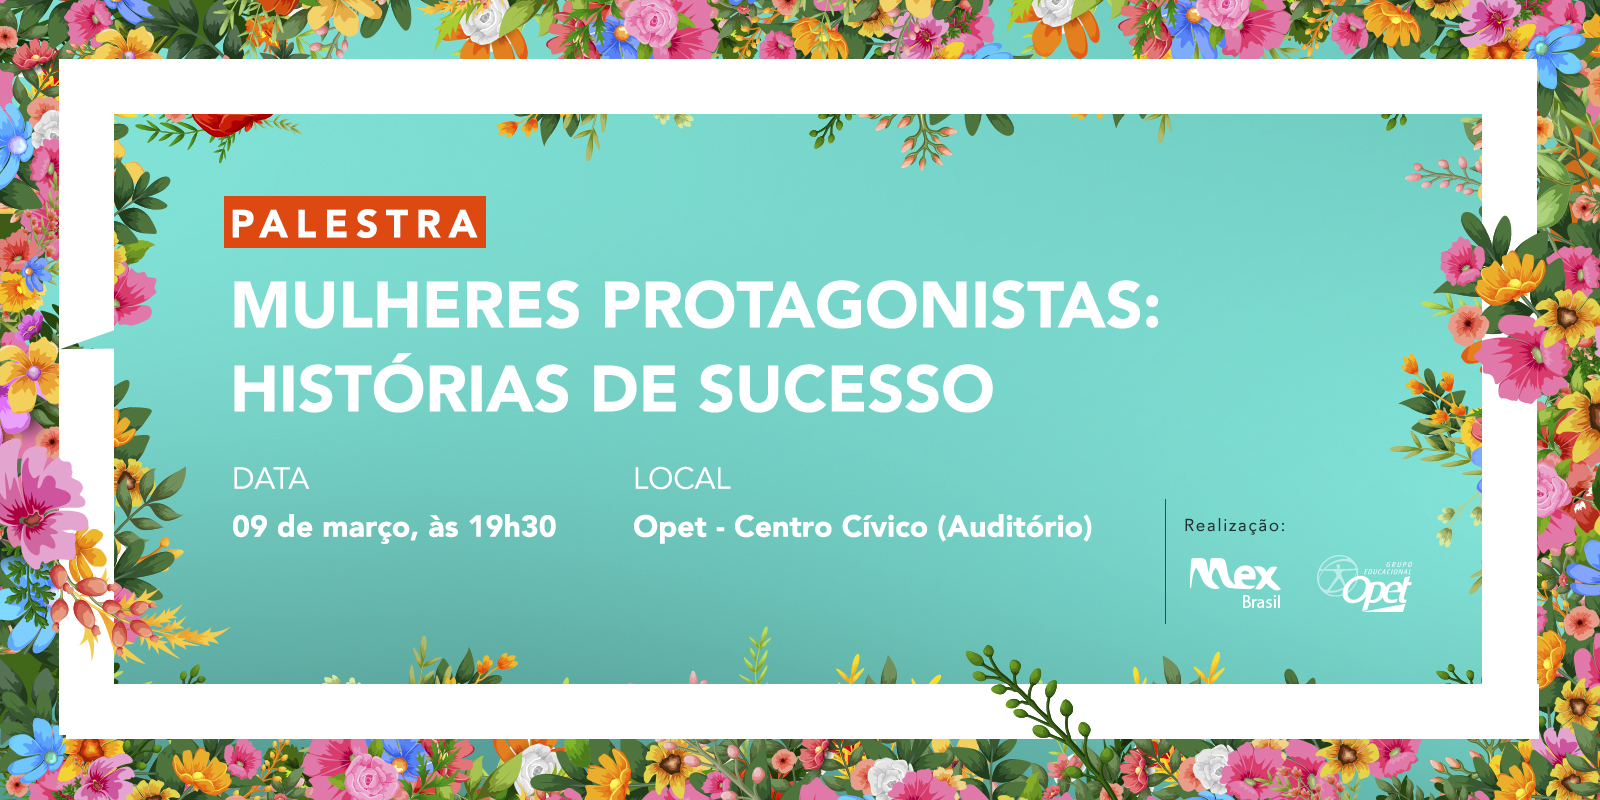 PALESTRA
MULHERES PROTAGONISTAS:
HISTÓRIAS DE SUCESSO
DATA
09 de março, às 19h30
LOCAL
Opet - Centro Cívico (Auditório)
Realização:
Mex
Brasil
GRUPO
EDUCACIONAL
Opet